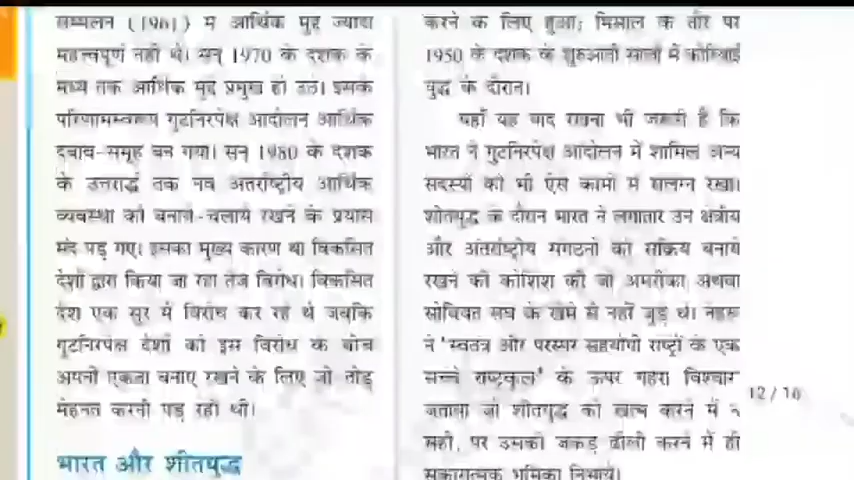 सम्मेलन (1961) में आर्थिक मुद्दे ज्यादा
महत्त्वपूर्ण नहीं थे। सन् 1970 के दशक के
मध्य तक आर्थिक मुद्दे प्रमुख हो उठे। इसके
परिणामस्वरूप गुटनिरपेक्ष आंदोलन आर्थिक
दबाव-समूह बन गया। सन् 1980 के दशक
के उत्तरार्द्ध तक नव अंतर्राष्ट्रीय आर्थिक
व्यवस्था को बनाये-चलाये रखने के प्रयास
मंद पड़ गए। इसका मुख्य कारण था विकसित
देशों द्वारा किया जा रहा तेज विरोध। विकसित
देश एक सुर में विरोध कर रहे थे जबकि
गुटनिरपेक्ष देशों को इस विरोध के बीच
अपनी एकता बनाए रखने के लिए जी तोड़
मेहनत करनी पड़ रही थी।
भारत और शीतयुद्ध
करने के लिए हुआ; मिसाल के तौर पर
1950 के दशक के शुरुआती सालों में कोरियाई
युद्ध के दौरान।
यहाँ यह याद रखना भी जरूरी है कि
भारत ने गुटनिरपेक्ष आंदोलन में शामिल अन्य
सदस्यों को भी ऐसे कामों में संलग्न रखा।
शीतयुद्ध के दौरान भारत ने लगातार उन क्षेत्रीय
और अंतर्राष्ट्रीय संगठनों को सक्रिय बनाये
रखने की कोशिश की जो अमरीका अथवा
सोवियत संघ के खेमे से नहीं जुड़े थे। नेहरू
ने 'स्वतंत्र और परस्पर सहयोगी राष्ट्रों के एक
सच्चे राष्ट्रकुल' के ऊपर गहरा विश्वास
जताया जो शीतयुद्ध को खत्म करने में न
सही, पर उसकी जकड़ ढीली करने में ही
सकारात्मक भूमिका निभाये।
12 / 16